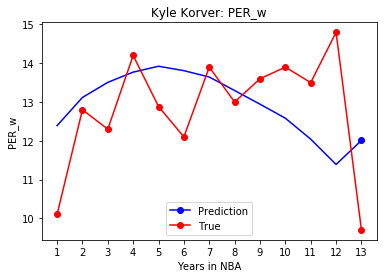 Kyle Korver: PER_w
15
14
13
12
11
10
PER_w
Prediction
True
1 2 3 4 5 6 7 8 9 10 11 12 13
Years in NBA